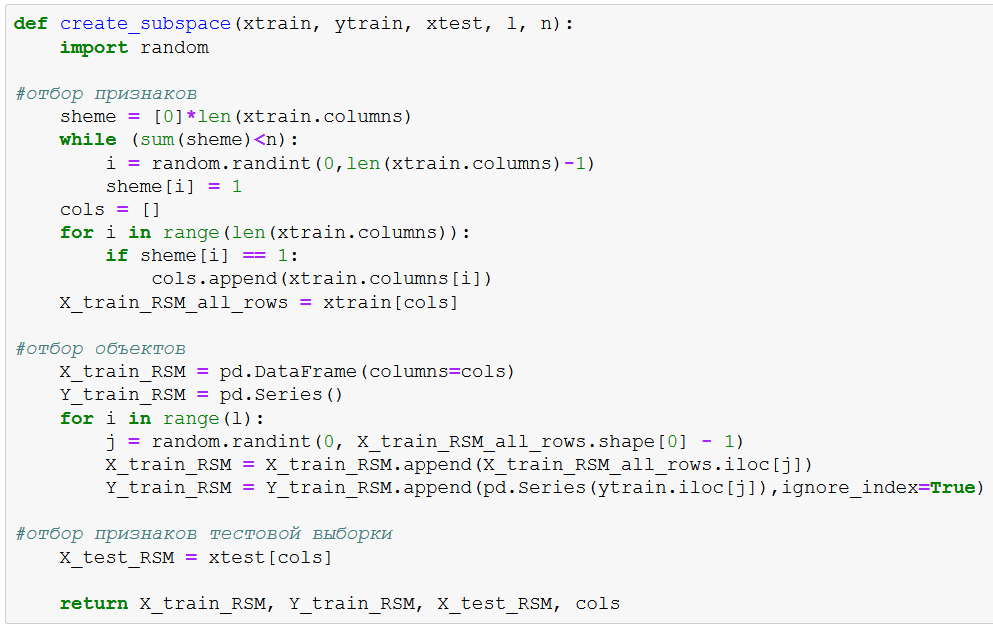 def create_subspace(xtrain, ytrain, xtest, l, n):
    import random

#отбор признаков
    sheme = [0]*len(xtrain.columns)
    while (sum(sheme)<n):
        i = random.randint(0,len(xtrain.columns)-1)
        sheme[i] = 1
    cols = []
    for i in range(len(xtrain.columns)):
        if sheme[i] == 1:
            cols.append(xtrain.columns[i])
    X_train_RSM_all_rows = xtrain[cols]

#отбор объектов
    X_train_RSM = pd.DataFrame(columns=cols)
    Y_train_RSM = pd.Series()
    for i in range(l):
        j = random.randint(0, X_train_RSM_all_rows.shape[0] - 1)
        X_train_RSM = X_train_RSM.append(X_train_RSM_all_rows.iloc[j])
        Y_train_RSM = Y_train_RSM.append(pd.Series(ytrain.iloc[j]),ignore_index=True)

#отбор признаков тестовой выборки
    X_test_RSM = xtest[cols]

    return X_train_RSM, Y_train_RSM, X_test_RSM, cols